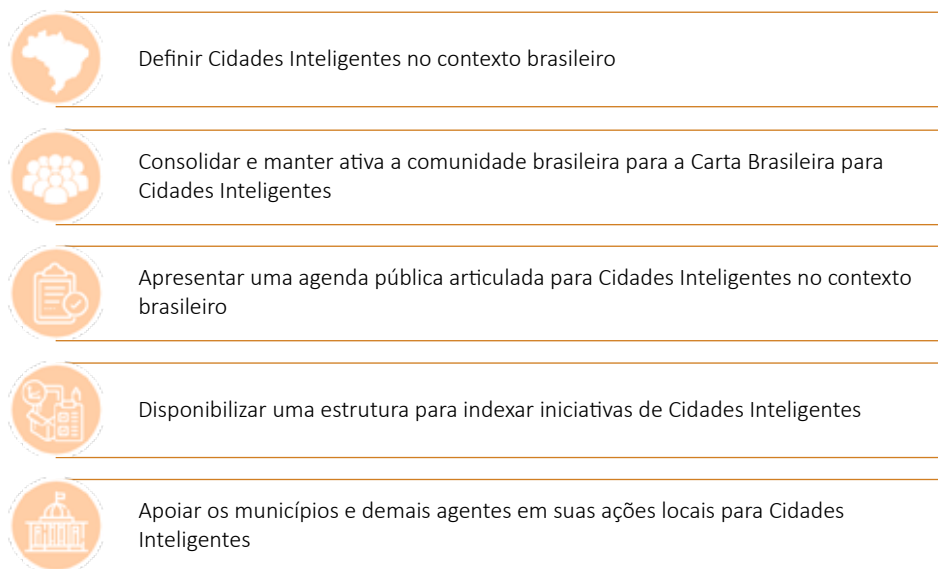 Definir Cidades Inteligentes no contexto brasileiro
Consolidar e manter ativa a comunidade brasileira para a Carta Brasileira para
Cidades Inteligentes
Apresentar uma agenda pública articulada para Cidades Inteligentes no contexto
brasileiro
Disponibilizar uma estrutura para indexar iniciativas de Cidades Inteligentes
Apoiar os municípios e demais agentes em suas ações locais para Cidades
Inteligentes